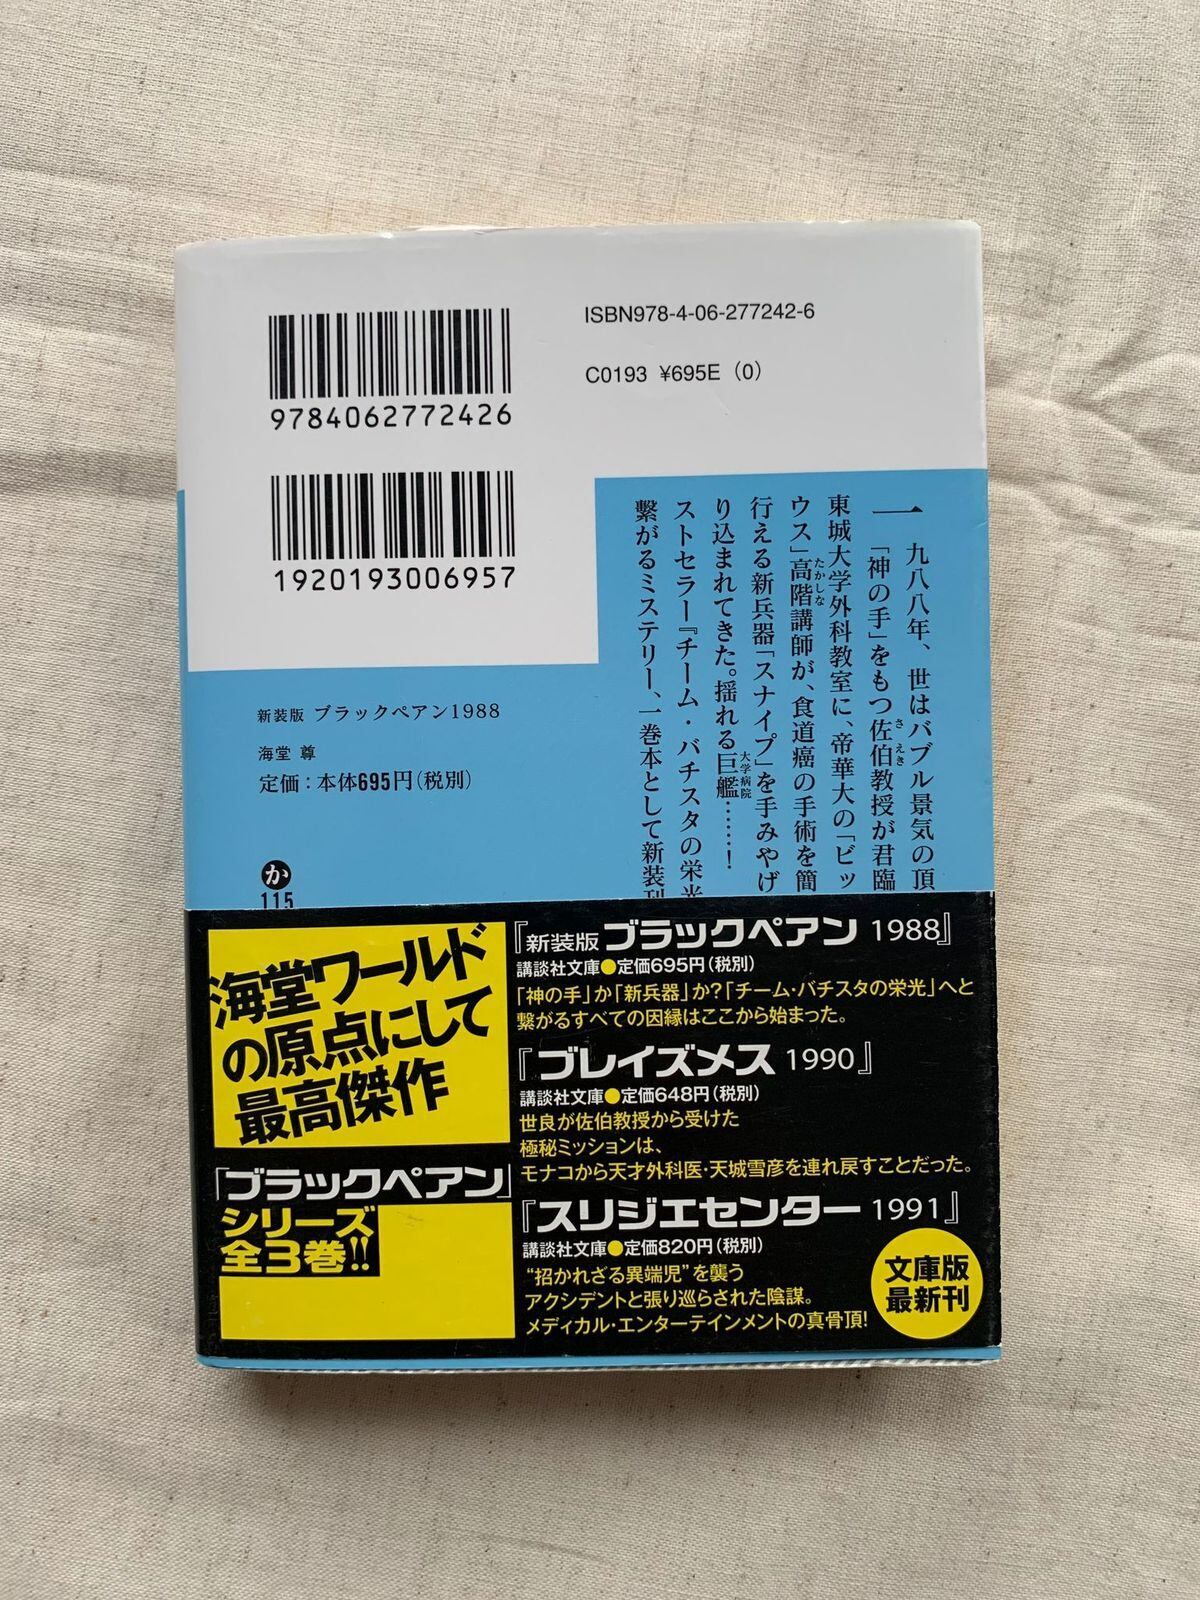 9784062772426
ISBN978-4-06-277242-6
C0193 ¥695E (0)
1920193006957
一九八八年、世はバブル景気の頂
「神の手」をもつ佐伯教授が君臨
東城大学外科教室に、帝華大の「ビッ
ウス」高階講師が、食道癌の手術を簡
行える新兵器「スナイプ」を手みやげ
り込まれてきた。揺れる巨艦……!
ストセラー『チーム・バチスタの栄光
繋がるミステリー、一巻本として新装刊
さえき
たかしな
大学病院
新装版 ブラックペアン1988
海堂 尊
定価:本体695円(税別)
か
115
海堂ワールド
の原点にして
最高傑作
「ブラックペアン」
シリーズ
全3巻!!
『新装版 ブラックペアン 1988』
講談社文庫●定価695円(税別)
「神の手」か「新兵器」か?「チーム・バチスタの栄光」へと
繋がるすべての因縁はここから始まった。
『ブレイズメス 1990』
講談社文庫●定価648円(税別)
世良が佐伯教授から受けた
極秘ミッションは、
モナコから天才外科医・天城雪彦を連れ戻すことだった。
『スリジエセンター 1991』
講談社文庫●定価820円(税別)
“招かれざる異端児”を襲う
アクシデントと張り巡らされた陰謀。
メディカル・エンターテインメントの真骨頂!
文庫版
最新刊